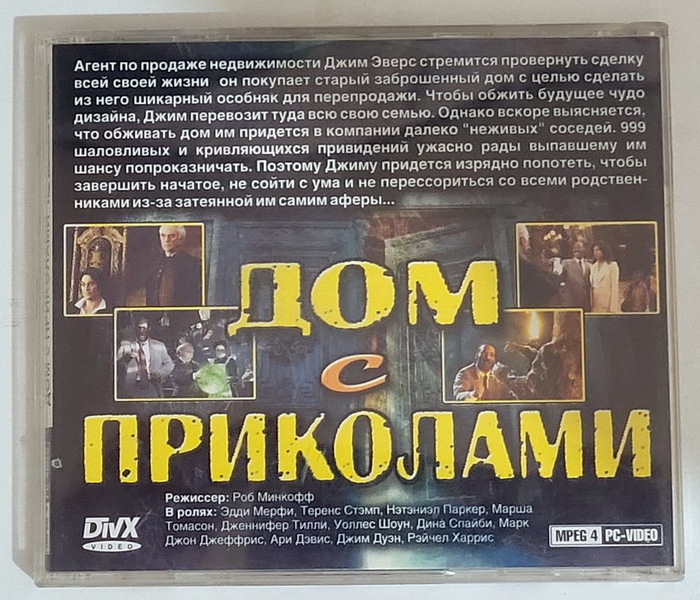 Агент по продаже недвижимости Джим Эверс стремится провернуть сделку
всей своей жизни он покупает старый заброшенный дом с целью сделать
из него шикарный особняк для перепродажи. Чтобы обжить будущее чудо
дизайна, Джим перевозит туда всю свою семью. Однако вскоре выясняется,
что обживать дом им придется в компании далеко "неживых" соседей. 999
шаловливых и кривляющихся привидений ужасно рады выпавшему им
шансу попроказничать. Поэтому Джиму придется изрядно попотеть, чтобы
завершить начатое, не сойти с ума и не перессориться со всеми родствен-
никами из-за затеянной им самим аферы...
ДОМ
с
ПРИКОЛАМИ
Режиссер: Роб Минкофф
В ролях: Эдди Мерфи, Теренс Стэмп, Нэтэниэл Паркер, Марша
Томасон, Дженнифер Тилли, Уоллес Шоун, Дина Спайби, Марк
Джон Джеффрис, Ари Дэвис, Джим Дуэн, Рэйчел Харрис
DIVX
VIDEO
MPEG 4 PC-VIDEO